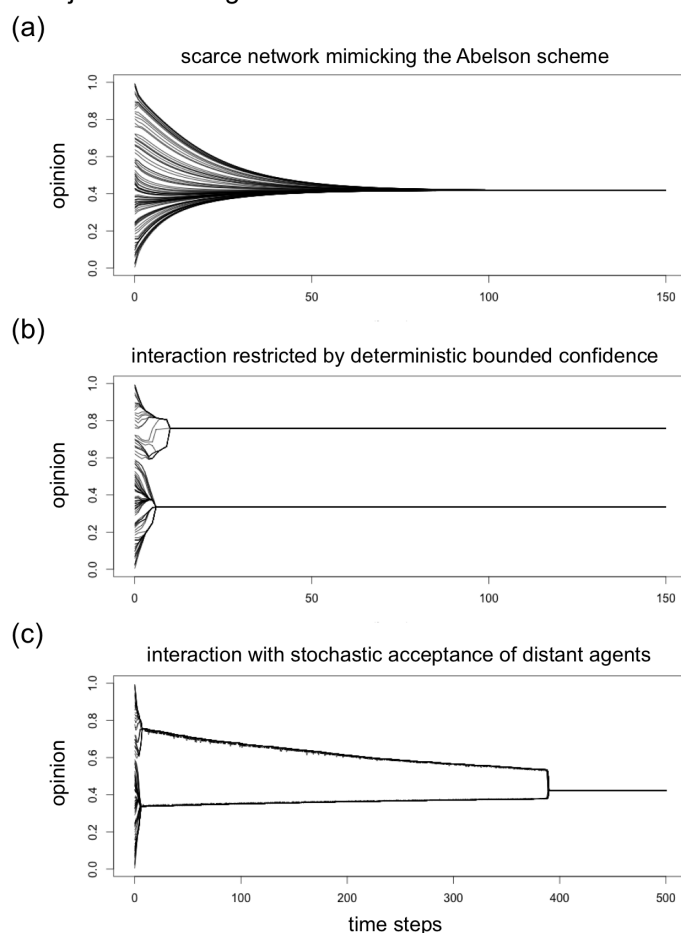 (a)
scarce network mimicking the Abelson scheme
opinion
1.0
0.8
0.6
0.4
0.2
0.0
0 50 100 150
(b)
interaction restricted by deterministic bounded confidence
opinion
1.0
0.8
0.6
0.4
0.2
0.0
0 50 100 150
(c)
interaction with stochastic acceptance of distant agents
opinion
1.0
0.8
0.6
0.4
0.2
0.0
0 100 200 300 400 500
time steps